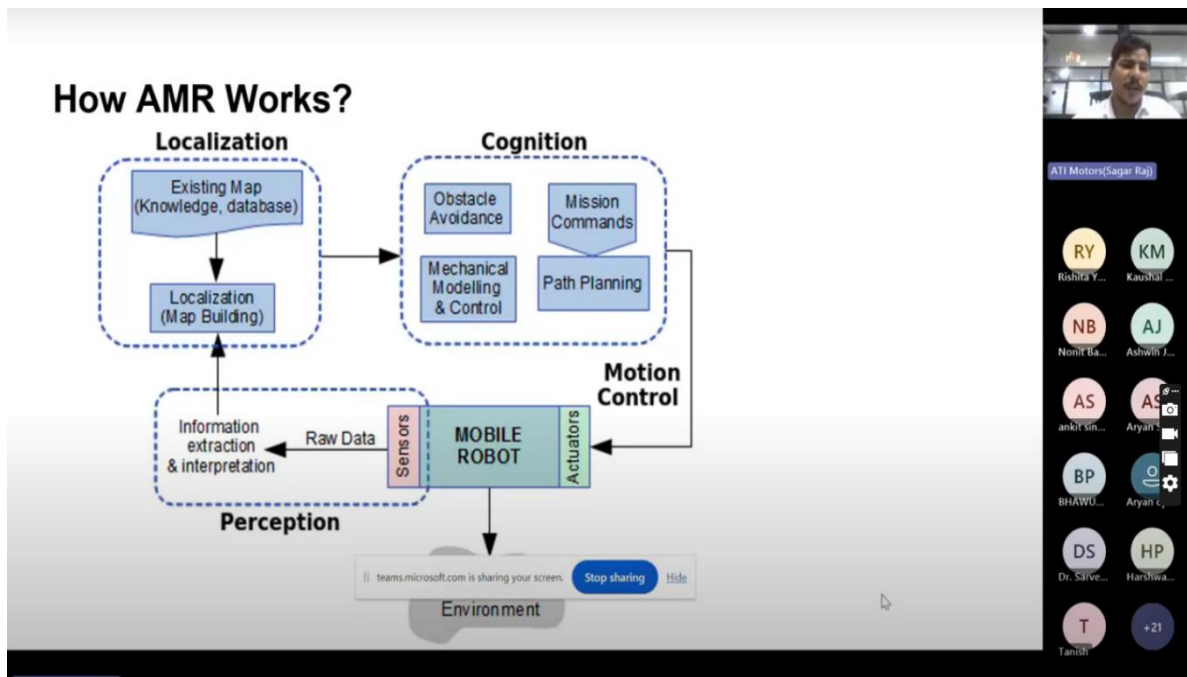 How AMR Works?
Localization
Existing Map
(Knowledge, database)
Localization
(Map Building)
Cognition
Obstacle
Avoidance
Mission
Commands
Mechanical
Modelling
& Control
Path Planning
Motion
Control
Information
extraction
& interpretation
Raw Data
Sensors
MOBILE
ROBOT
Actuators
Perception
teams.microsoft.com is sharing your screen.
Stop sharing
Hide
Environment
ATI Motors(Sagar Raj)
RY
KM
Rishita Y...
Kaushal ...
NB
AJ
Nonit Ba...
Ashwin J...
AS
AS
ankit sin...
Aryan
BP
BHAWU...
Aryan
DS
HP
Dr. Sarve...
Harshwa...
T
+21
Tanish